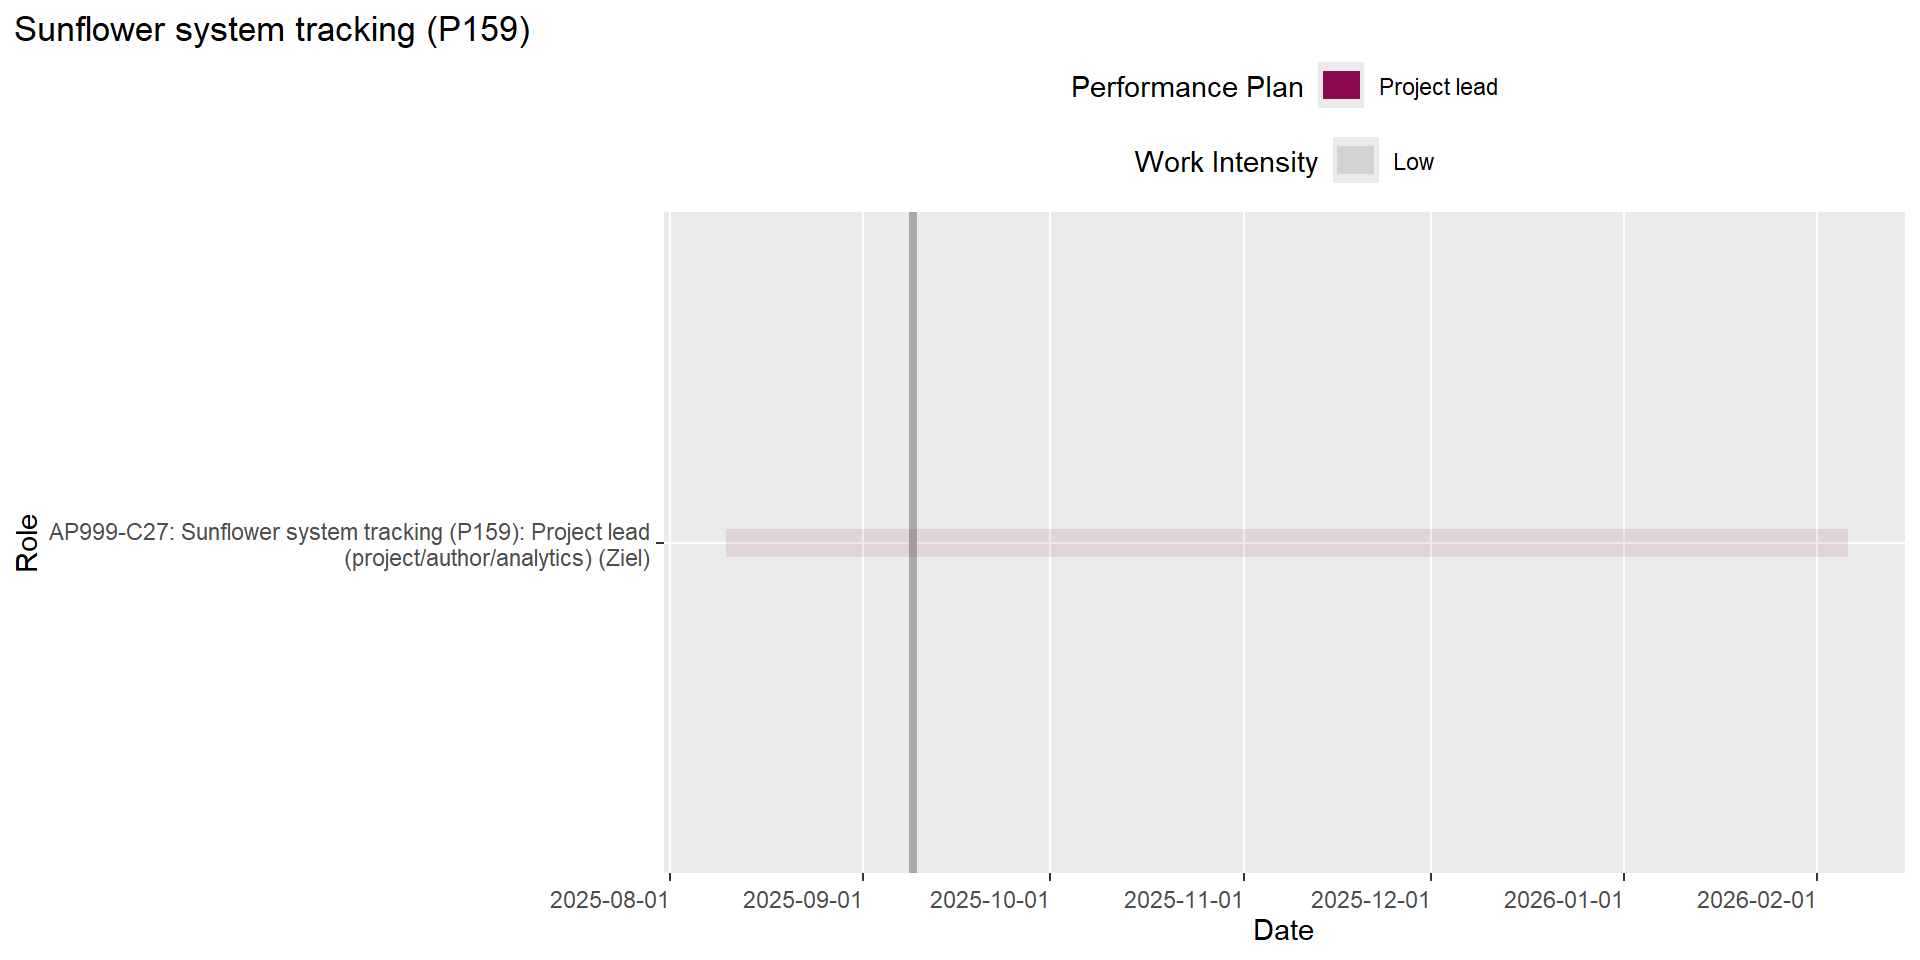 Sunflower system tracking (P159)
Performance Plan Project lead
Work Intensity Low
Role
AP999-C27: Sunflower system tracking (P159): Project lead
(project/author/analytics) (Ziel)
2025-08-01 2025-09-01 2025-10-01 2025-11-01 2025-12-01 2026-01-01 2026-02-01
Date